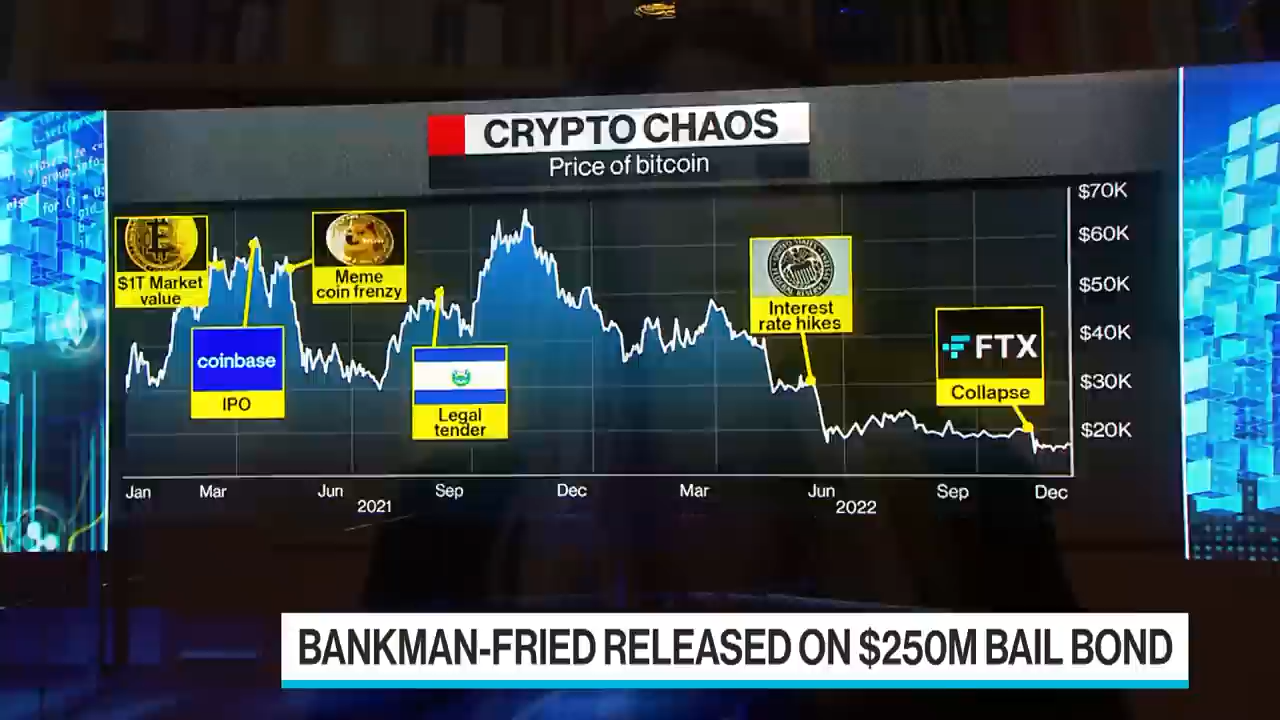 CRYPTO CHAOS
Price of bitcoin
$70K
$60K
$50K
$40K
$30K
$20K
$1T Market
value
coinbase
IPO
Meme
coin frenzy
Legal
tender
Interest
rate hikes
FTX
Collapse
Jan
Mar
Jun
Sep
Dec
Mar
Jun
Sep
Dec
2021
2022
BANKMAN-FRIED RELEASED ON $250M BAIL BOND